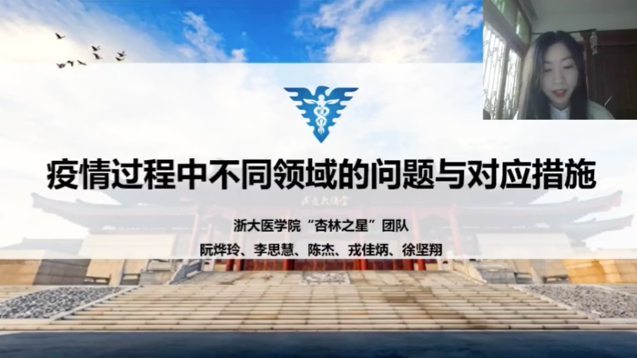 疫情过程中不同领域的问题与对应措施
浙大医学院“杏林之星”团队
阮烨玲、李思慧、陈杰、戎佳炳、徐坚翔